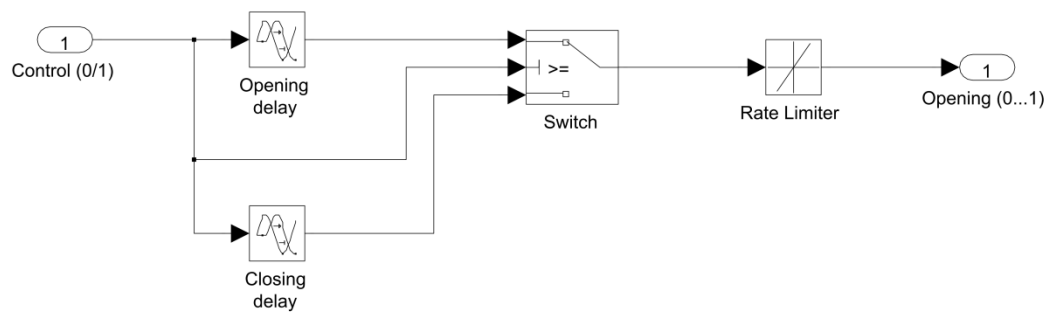 1
Control (0/1)
Opening
delay
>=
Switch
Rate Limiter
1
Opening (0...1)
Closing
delay